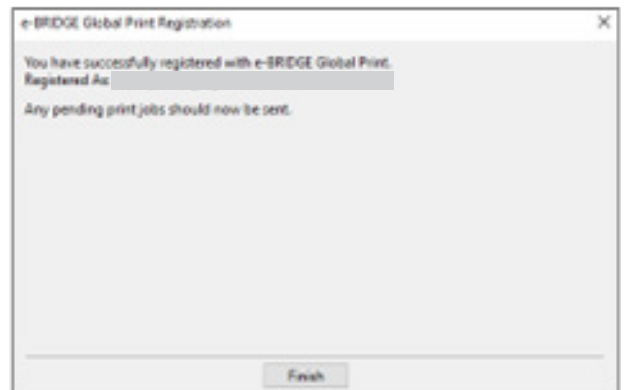 e-BRIDGE Global Print Registration
You have successfully registered with e-BRIDGE Global Print.
Registered As:
Any pending print jobs should now be sent.
Finish